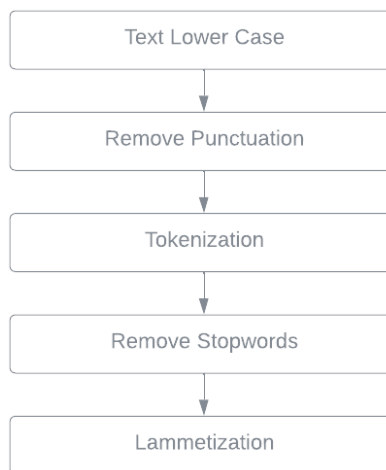 Text Lower Case
Remove Punctuation
Tokenization
Remove Stopwords
Lammetization